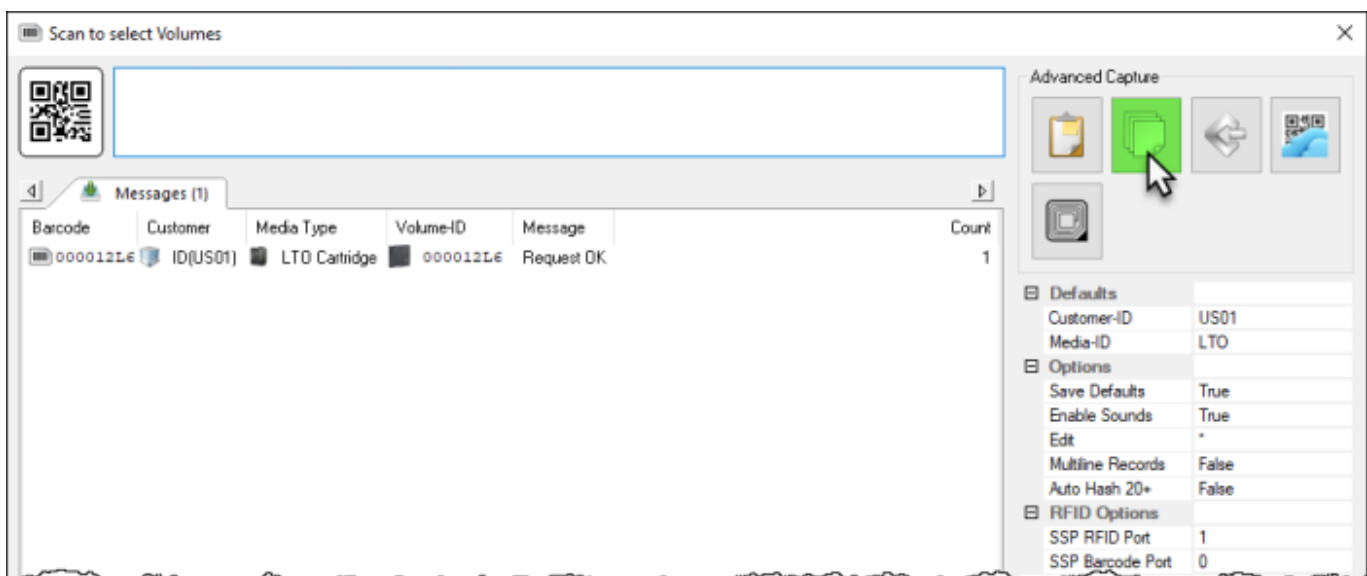 Scan to select Volumes
Advanced Capture
Messages (1)
Barcode Customer Media Type Volume-ID Message Count
000012L6 ID(US01) LTO Cartridge 000012L6 Request OK 1
Defaults
Customer-ID US01
Media-ID LTO
Options
Save Defaults True
Enable Sounds True
Edit *
Multiline Records False
Auto Hash 20+ False
RFID Options
SSP RFID Port 1
SSP Barcode Port 0